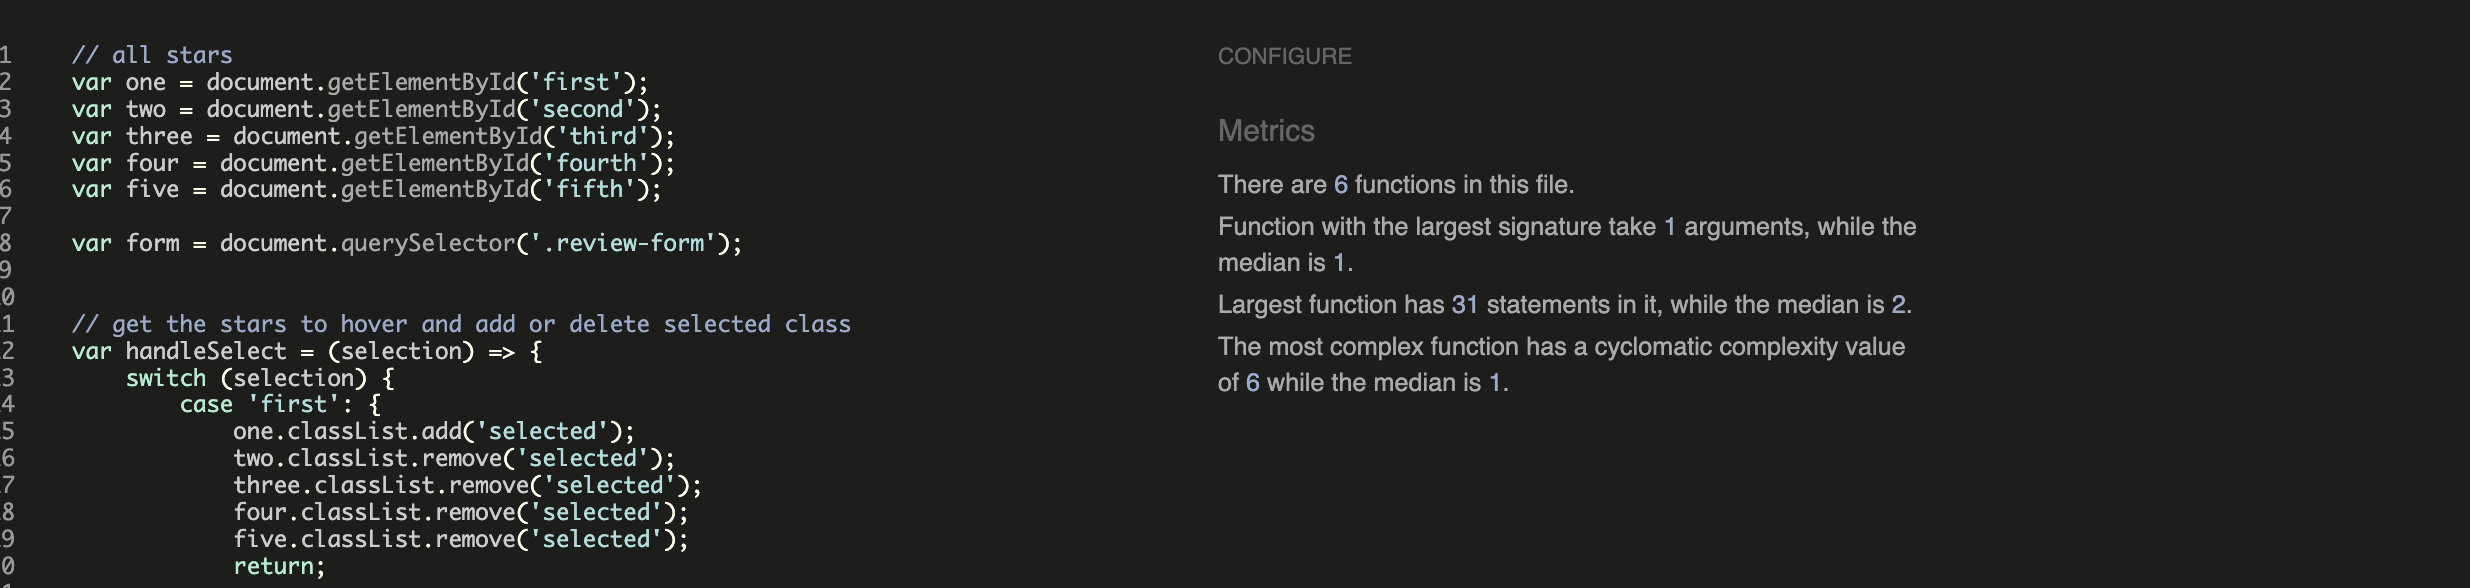 1 // all stars
2 var one = document.getElementById('first');
3 var two = document.getElementById('second');
4 var three = document.getElementById('third');
5 var four = document.getElementById('fourth');
6 var five = document.getElementById('fifth');
7
8 var form = document.querySelector('.review-form');
9
0
1 // get the stars to hover and add or delete selected class
2 var handleSelect = (selection) => {
3 switch (selection) {
4 case 'first': {
5 one.classList.add('selected');
6 two.classList.remove('selected');
7 three.classList.remove('selected');
8 four.classList.remove('selected');
9 five.classList.remove('selected');
0 return;
CONFIGURE
Metrics
There are 6 functions in this file.
Function with the largest signature take 1 arguments, while the
median is 1.
Largest function has 31 statements in it, while the median is 2.
The most complex function has a cyclomatic complexity value
of 6 while the median is 1.